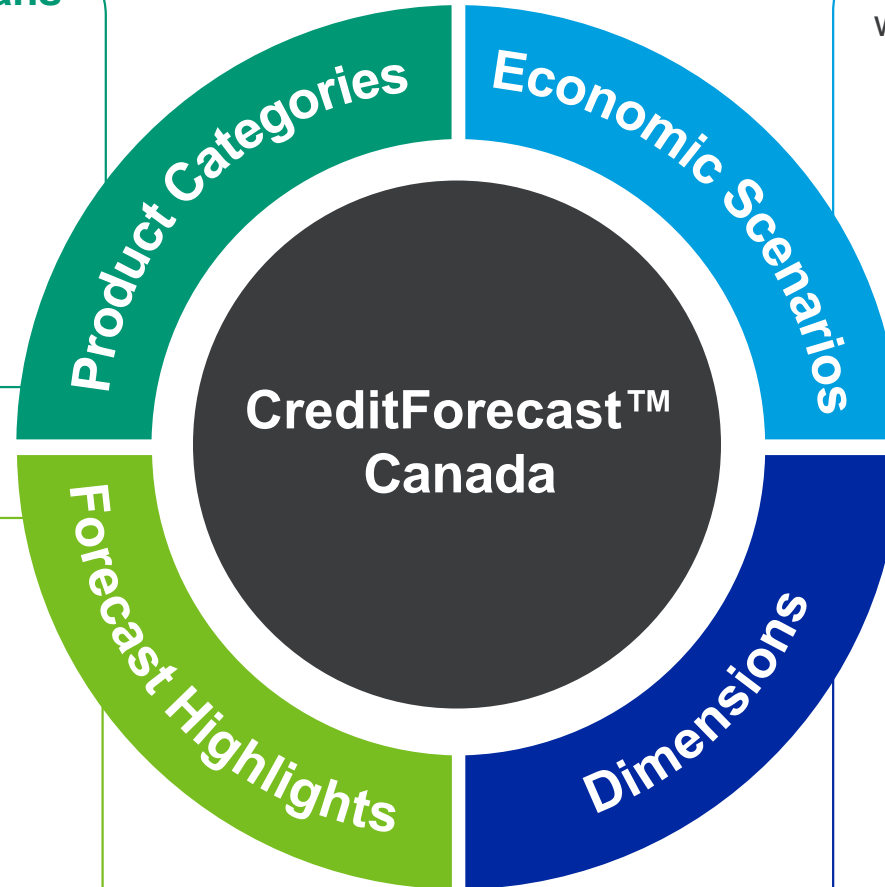 Product Categories
Economic Scenarios
CreditForecast™
Canada
Forecast Highlights
Dimensions